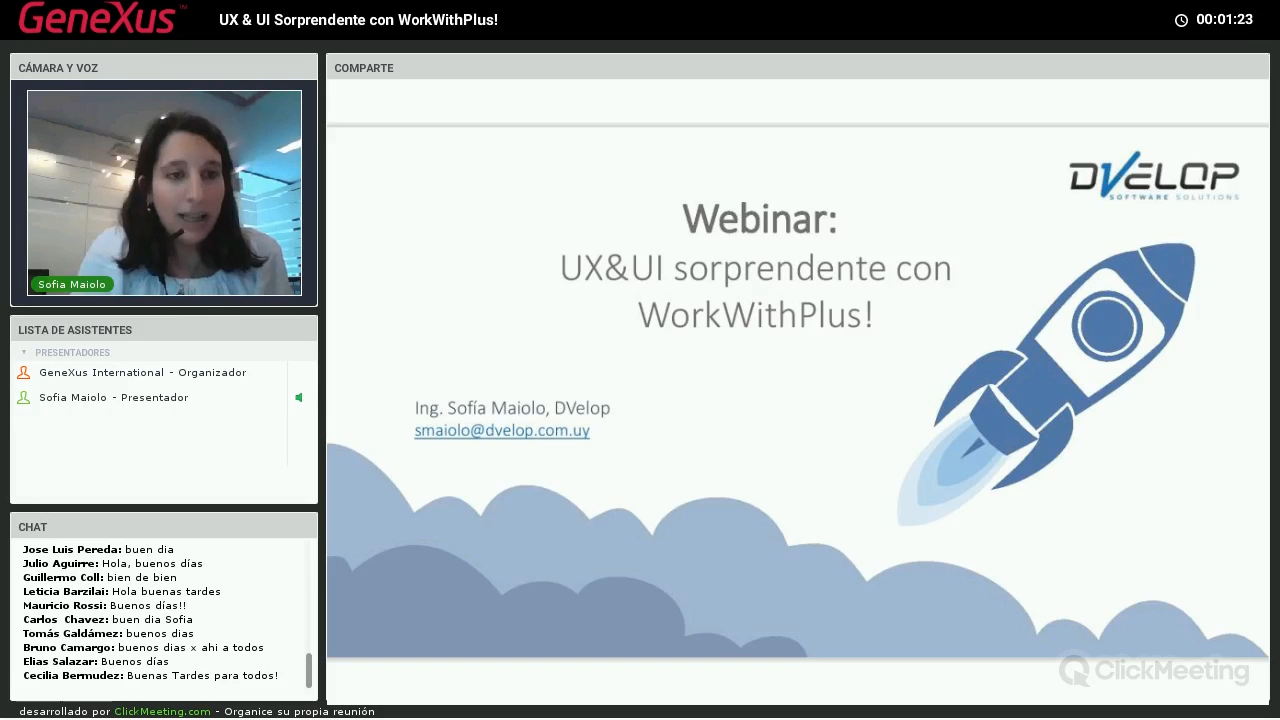 GeneXus™
UX & UI Sorprendente con WorkWithPlus!
00:01:23
CÁMARA Y VOZ
Sofia Maiolo
LISTA DE ASISTENTES
PRESENTADORES
GeneXus International - Organizador
Sofia Maiolo - Presentador
CHAT
Jose Luis Pereda: buen dia
Julio Aguirre: Hola, buenos días
Guillermo Coll: bien de bien
Leticia Barzilai: Hola buenas tardes
Mauricio Rossi: Buenos días!!
Carlos Chavez: buen dia Sofia
Tomás Galdámez: buenos dias
Bruno Camargo: buenos dias x ahi a todos
Elias Salazar: Buenos días
Cecilia Bermudez: Buenas Tardes para todos!
COMPARTE
DVELOP
SOFTWARE SOLUTIONS
Webinar:
UX&UI sorprendente con
WorkWithPlus!
Ing. Sofía Maiolo, DVelop
smaiolo@dvelop.com.uy
ClickMeeting
desarrollado por ClickMeeting.com - Organice su propia reunión